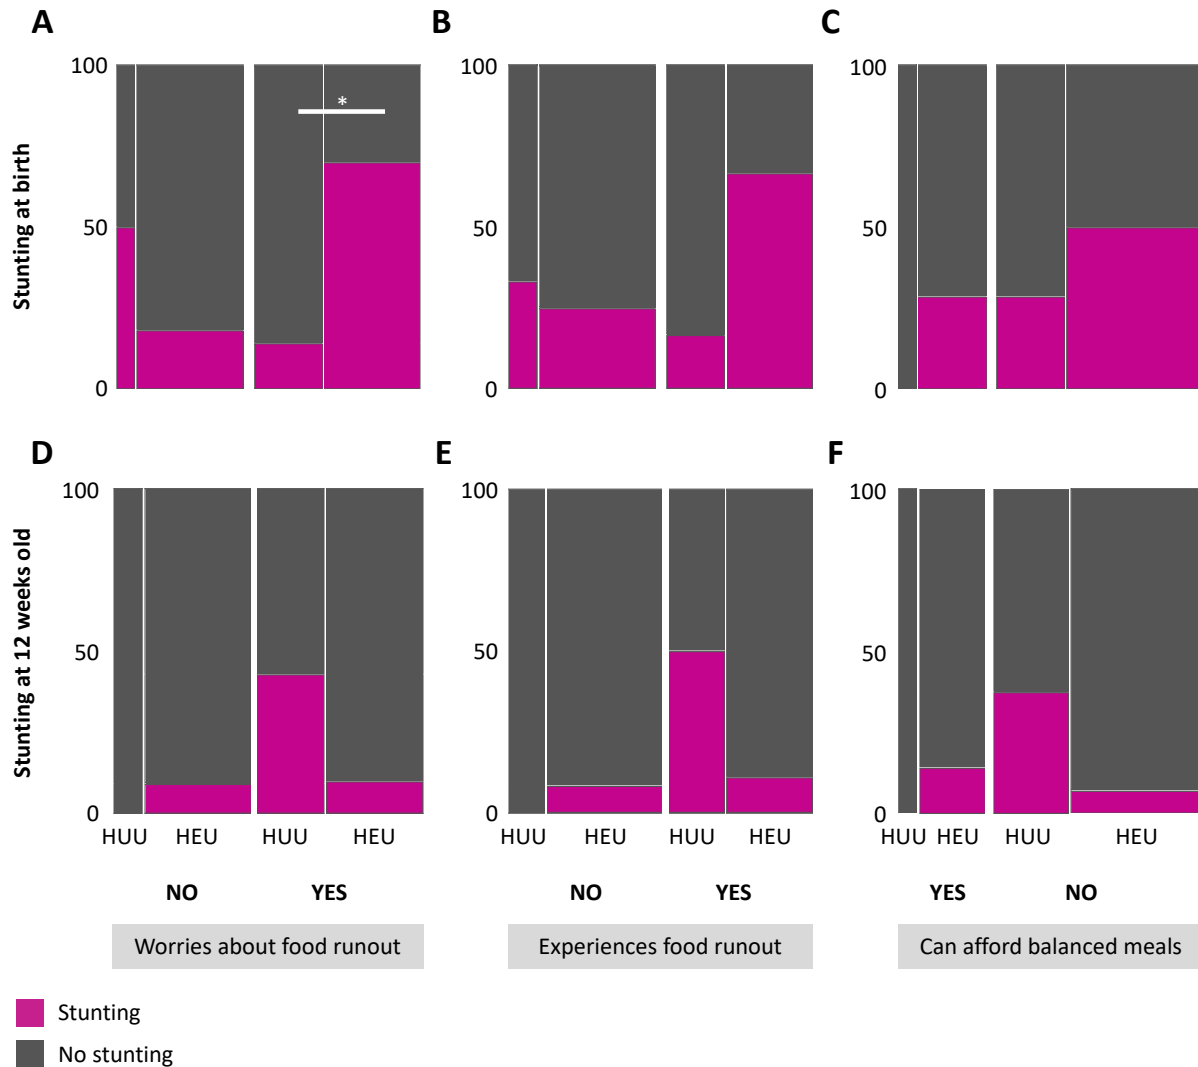 A
B
C
Stunting at birth
100
50
0
*
100
50
0
100
50
0
D
E
F
Stunting at 12 weeks old
100
50
0
100
50
0
100
50
0
HUU HEU HUU HEU
HUU HEU HUU HEU
HUU HEU HUU HEU
NO YES
NO YES
YES NO
Worries about food runout
Experiences food runout
Can afford balanced meals
Stunting
No stunting